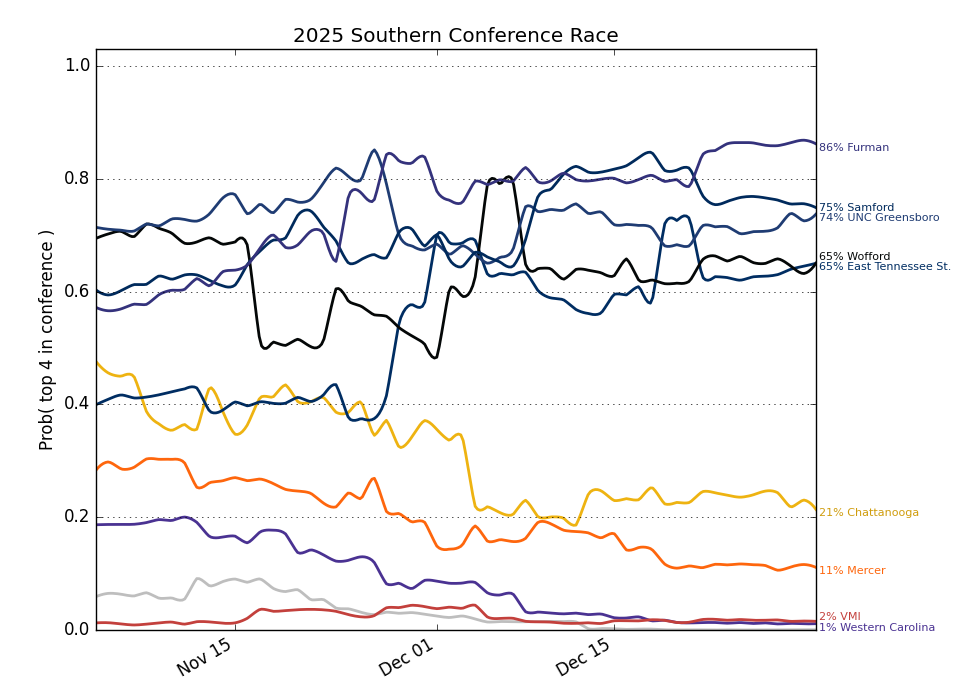 2025 Southern Conference Race
Prob( top 4 in conference )
1.0
0.8
0.6
0.4
0.2
0.0
Nov 15
Dec 01
Dec 15
86% Furman
75% Samford
74% UNC Greensboro
65% Wofford
65% East Tennessee St.
21% Chattanooga
11% Mercer
2% VMI
1% Western Carolina